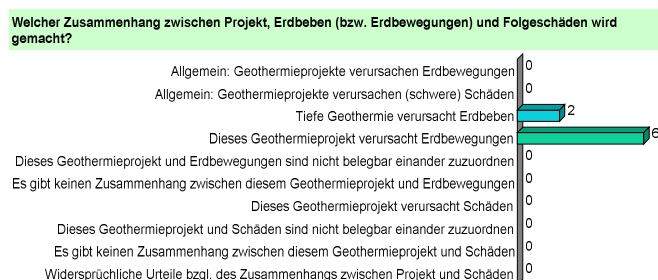 Welcher Zusammenhang zwischen Projekt, Erdbeben (bzw. Erdbewegungen) und Folgeschäden wird
gemacht?
Allgemein: Geothermieprojekte verursachen Erdbewegungen 0
Allgemein: Geothermieprojekte verursachen (schwere) Schäden 0
Tiefe Geothermie verursacht Erdbeben 2
Dieses Geothermieprojekt verursacht Erdbewegungen 6
Dieses Geothermieprojekt und Erdbewegungen sind nicht belegbar einander zuzuordnen 0
Es gibt keinen Zusammenhang zwischen diesem Geothermieprojekt und Erdbewegungen 0
Dieses Geothermieprojekt verursacht Schäden 0
Dieses Geothermieprojekt und Schäden sind nicht belegbar einander zuzuordnen 0
Es gibt keinen Zusammenhang zwischen diesem Geothermieprojekt und Schäden 0
Widersprüchliche Urteile bzgl. des Zusammenhangs zwischen Projekt und Schäden 0